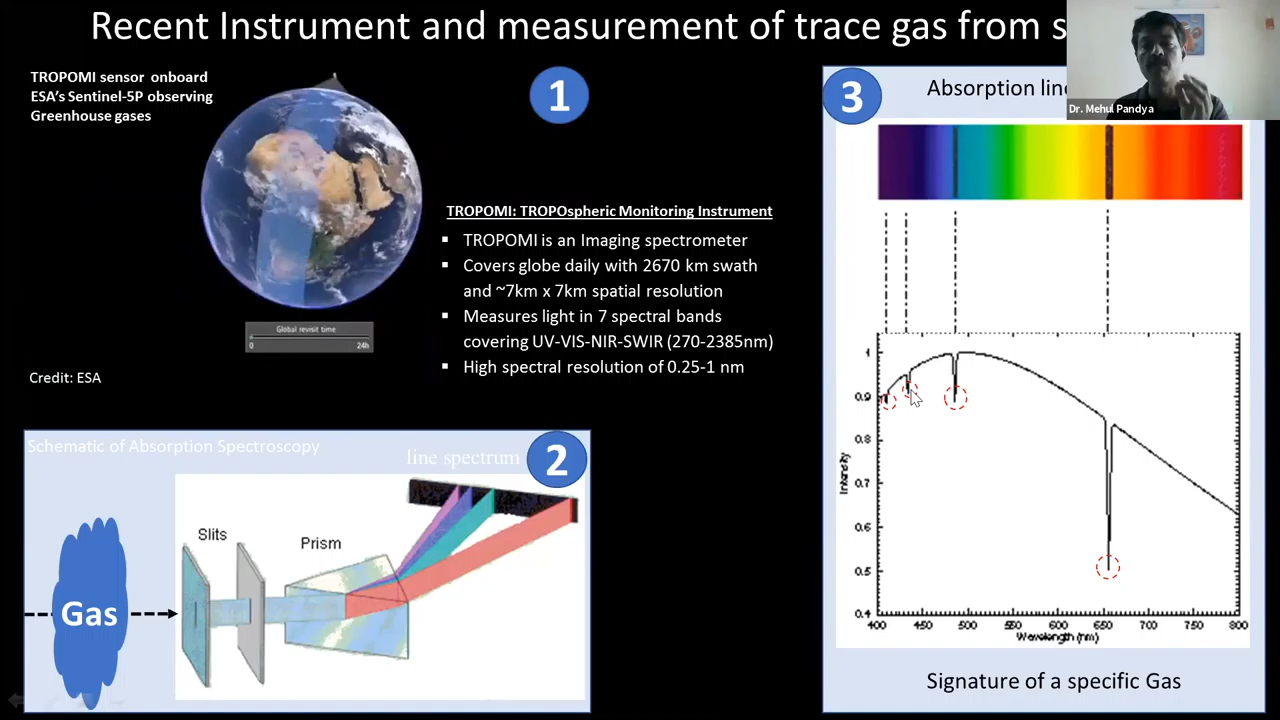 Recent Instrument and measurement of trace gas from s
TROPOMI sensor onboard
ESA's Sentinel-5P observing
Greenhouse gases
Global revisit time
0 24h
Credit: ESA
1
TROPOMI: TROPOspheric Monitoring Instrument
▪ TROPOMI is an Imaging spectrometer
▪ Covers globe daily with 2670 km swath
and ~7km x 7km spatial resolution
▪ Measures light in 7 spectral bands
covering UV-VIS-NIR-SWIR (270-2385nm)
▪ High spectral resolution of 0.25-1 nm
Schematic of Absorption Spectroscopy
line spectrum
2
Slits
Prism
Gas
3
Absorption line
Dr. Mehul Pandya
1
0.9
0.8
0.7
0.6
0.5
0.4
Intensity
400 450 500 550 600 650 700 750 800
Wavelength (nm)
Signature of a specific Gas